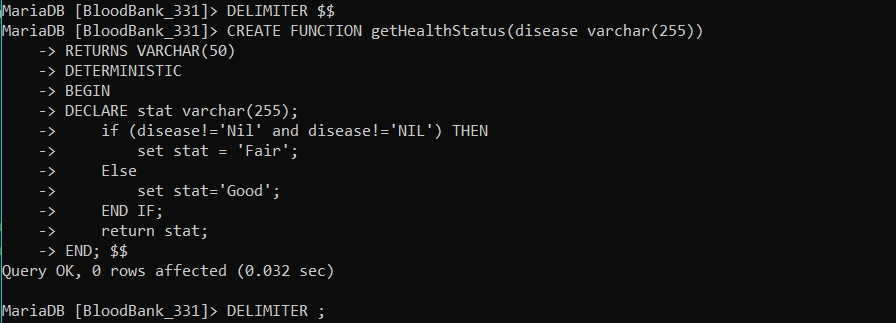 MariaDB [BloodBank_331]> DELIMITER $$
MariaDB [BloodBank_331]> CREATE FUNCTION getHealthStatus(disease varchar(255))
    -> RETURNS VARCHAR(50)
    -> DETERMINISTIC
    -> BEGIN
    -> DECLARE stat varchar(255);
    ->     if (disease!='Nil' and disease!='NIL') THEN
    ->         set stat = 'Fair';
    ->     Else
    ->         set stat='Good';
    ->     END IF;
    ->     return stat;
    -> END; $$
Query OK, 0 rows affected (0.032 sec)

MariaDB [BloodBank_331]> DELIMITER ;